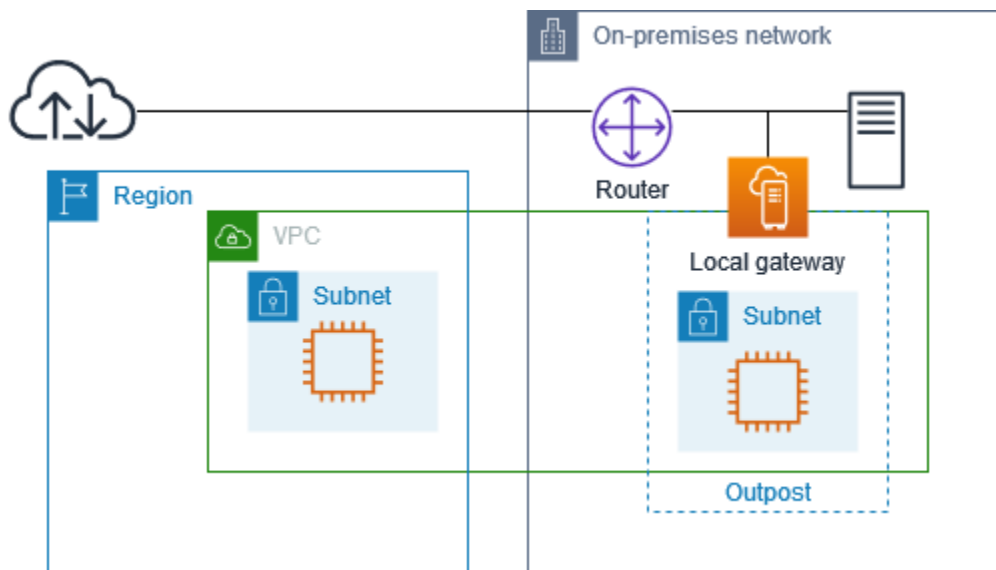 On-premises network
Router
Region
VPC
Local gateway
Subnet
Subnet
Outpost